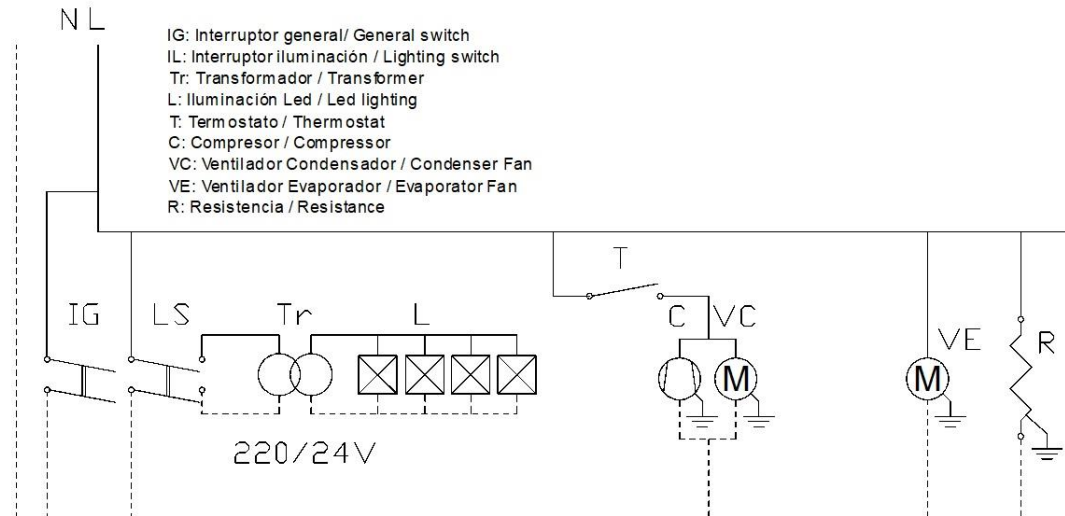 N L
IG: Interruptor general/ General switch
IL: Interruptor iluminación / Lighting switch
Tr: Transformador / Transformer
L: Iluminación Led / Led lighting
T: Termostato / Thermostat
C: Compresor / Compressor
VC: Ventilador Condensador / Condenser Fan
VE: Ventilador Evaporador / Evaporator Fan
R: Resistencia / Resistance
T
IG LS Tr L C VC VE R
M M
220/24V